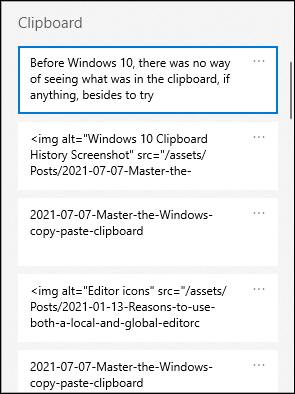 Clipboard
Before Windows 10, there was no way
of seeing what was in the clipboard, if
anything, besides to try
<img alt="Windows 10 Clipboard
History Screenshot" src="/assets/
Posts/2021-07-07-Master-the-
2021-07-07-Master-the-Windows-
copy-paste-clipboard
<img alt="Editor icons" src="/assets/
Posts/2021-01-13-Reasons-to-use-
both-a-local-and-global-editorc
2021-07-07-Master-the-Windows-
copy-paste-clipboard